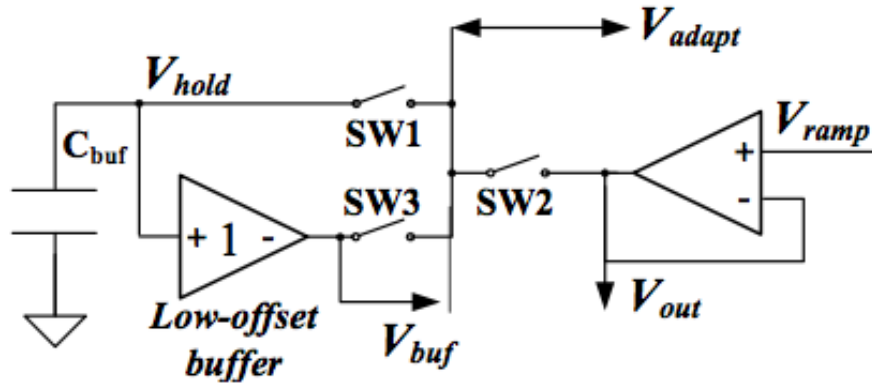 V_adapt
V_hold
C_buf
SW1
V_ramp
+
-
SW3
SW2
+ 1 -
Low-offset
buffer
V_buf
V_out